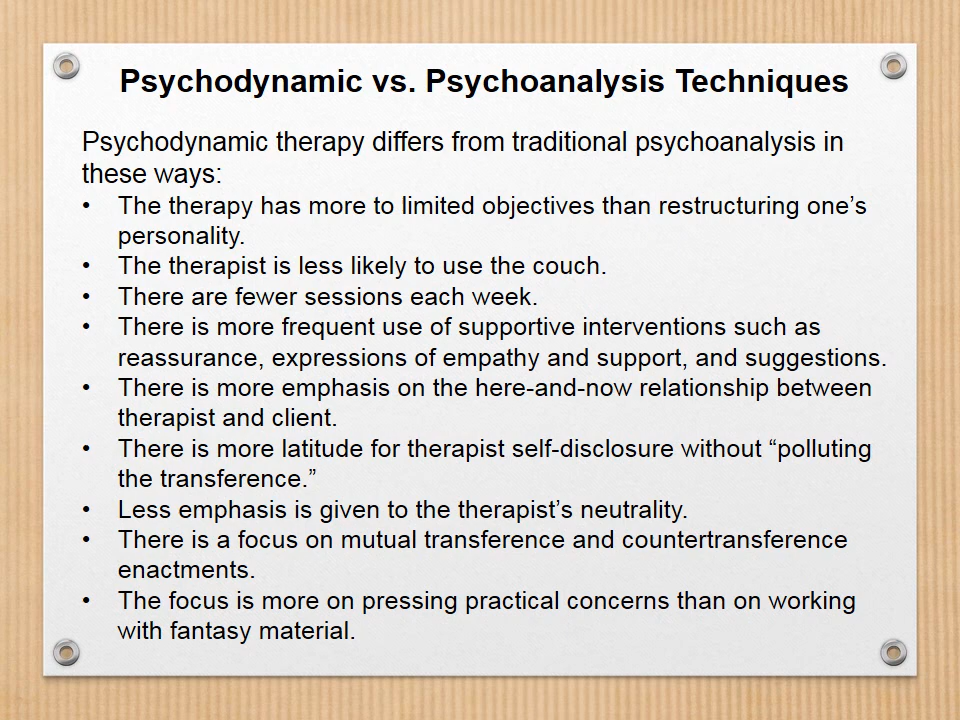 Psychodynamic vs. Psychoanalysis Techniques
Psychodynamic therapy differs from traditional psychoanalysis in
these ways:
• The therapy has more to limited objectives than restructuring one’s
personality.
• The therapist is less likely to use the couch.
• There are fewer sessions each week.
• There is more frequent use of supportive interventions such as
reassurance, expressions of empathy and support, and suggestions.
• There is more emphasis on the here-and-now relationship between
therapist and client.
• There is more latitude for therapist self-disclosure without “polluting
the transference.”
• Less emphasis is given to the therapist’s neutrality.
• There is a focus on mutual transference and countertransference
enactments.
• The focus is more on pressing practical concerns than on working
with fantasy material.